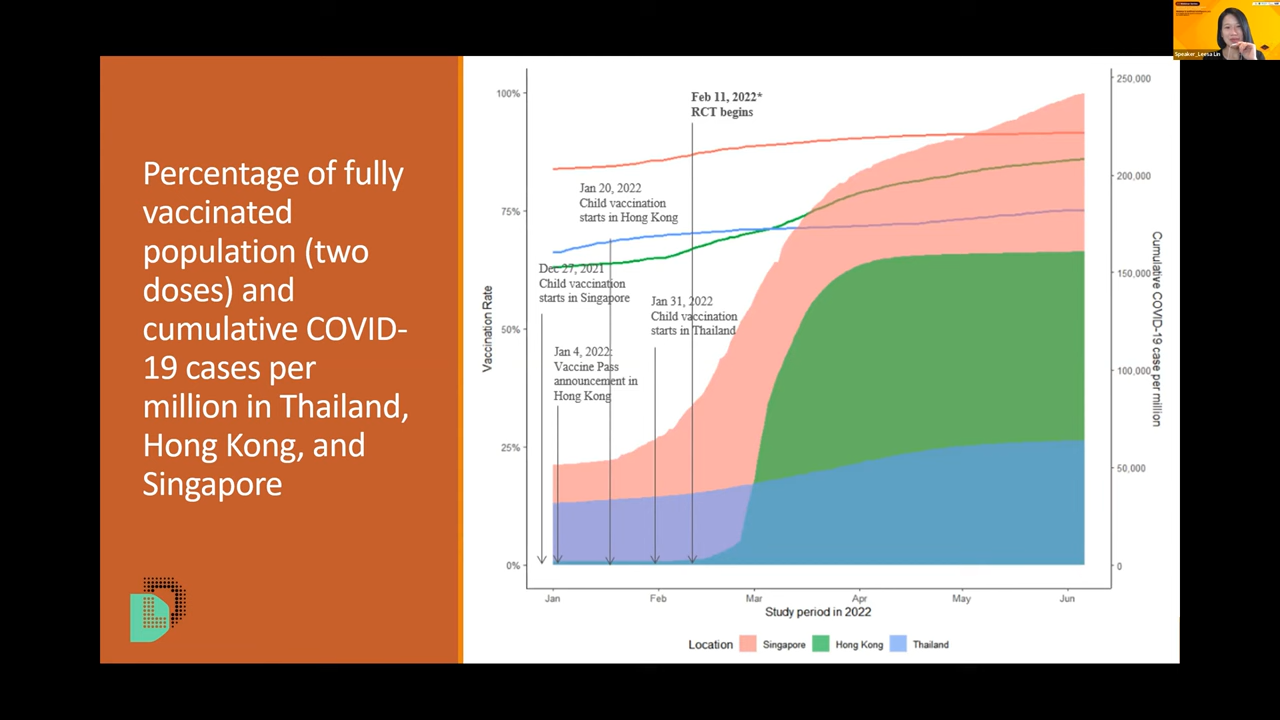 Percentage of fully
vaccinated
population (two
doses) and
cumulative COVID-
19 cases per
million in Thailand,
Hong Kong, and
Singapore
Feb 11, 2022*
RCT begins
Jan 20, 2022
Child vaccination
starts in Hong Kong
Dec 27, 2021
Child vaccination
starts in Singapore
Jan 31, 2022
Child vaccination
starts in Thailand
Jan 4, 2022:
Vaccine Pass
announcement in
Hong Kong
Vaccination Rate
100%
75%
50%
25%
0%
250,000
200,000
150,000
100,000
50,000
0
Cumulative COVID-19 case per million
Jan Feb Mar Apr May Jun
Study period in 2022
Location Singapore Hong Kong Thailand
Speaker_Leesa Lin